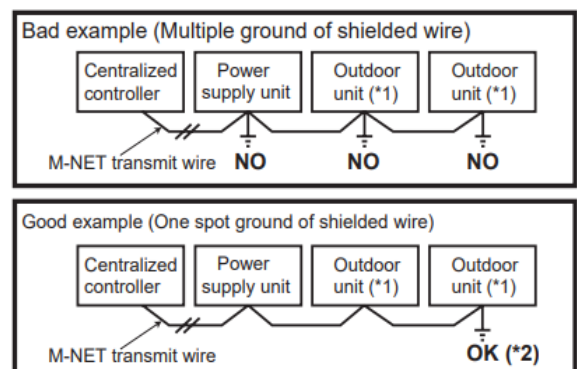 Bad example (Multiple ground of shielded wire)
Centralized controller
Power supply unit
Outdoor unit (*1)
Outdoor unit (*1)
M-NET transmit wire
NO
NO
NO
Good example (One spot ground of shielded wire)
Centralized controller
Power supply unit
Outdoor unit (*1)
Outdoor unit (*1)
M-NET transmit wire
OK (*2)